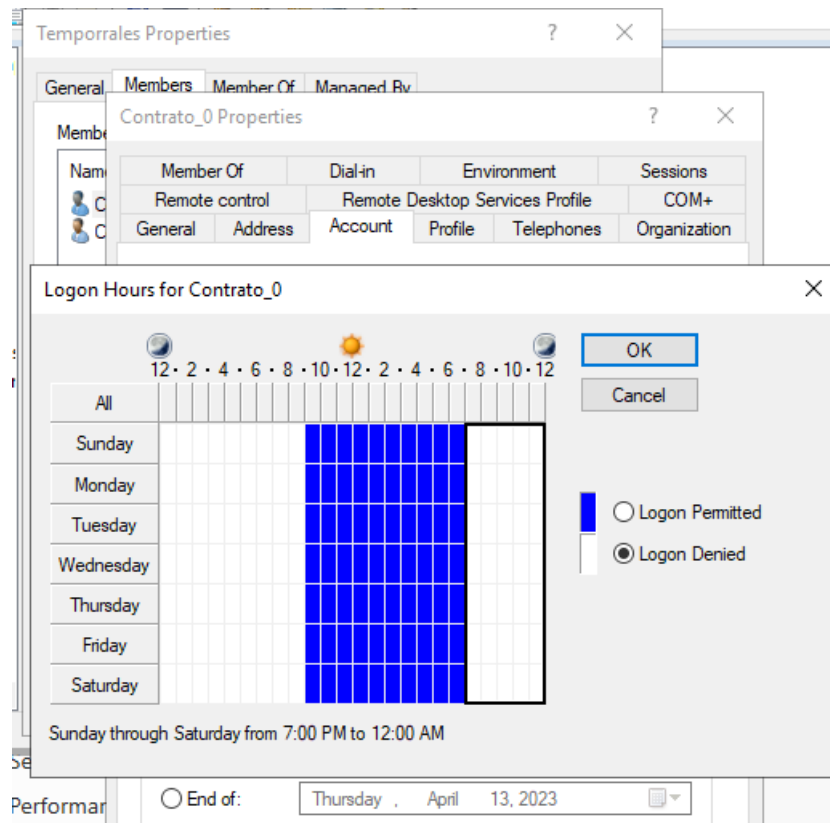 Temporrales Properties ?
General Members Member Of Managed By
Contrato_0 Properties ?
Member Of Dial-in Environment Sessions
Remote control Remote Desktop Services Profile COM+
General Address Account Profile Telephones Organization
Logon Hours for Contrato_0
12 · 2 · 4 · 6 · 8 · 10 · 12 · 2 · 4 · 6 · 8 · 10 · 12
OK
Cancel
All
Sunday
Monday
Tuesday
Wednesday
Thursday
Friday
Saturday
Logon Permitted
Logon Denied
Sunday through Saturday from 7:00 PM to 12:00 AM
End of: Thursday , April 13, 2023